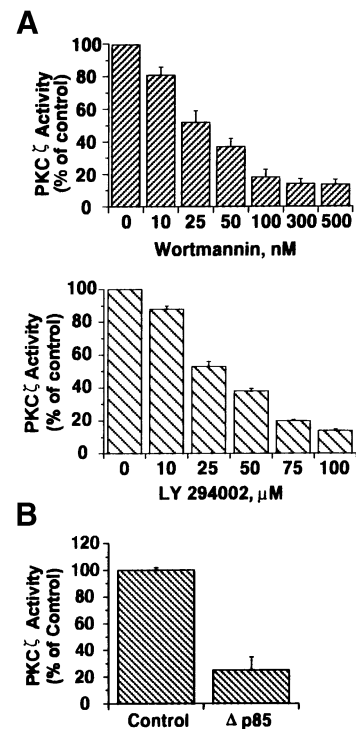 A
PKC ζ Activity
(% of control)
100
80
60
40
20
0
0 10 25 50 100 300 500
Wortmannin, nM
PKC ζ Activity
(% of control)
100
80
60
40
20
0
0 10 25 50 75 100
LY 294002, μM
B
PKC ζ Activity
(% of Control)
120
100
80
60
40
20
0
Control Δ p85